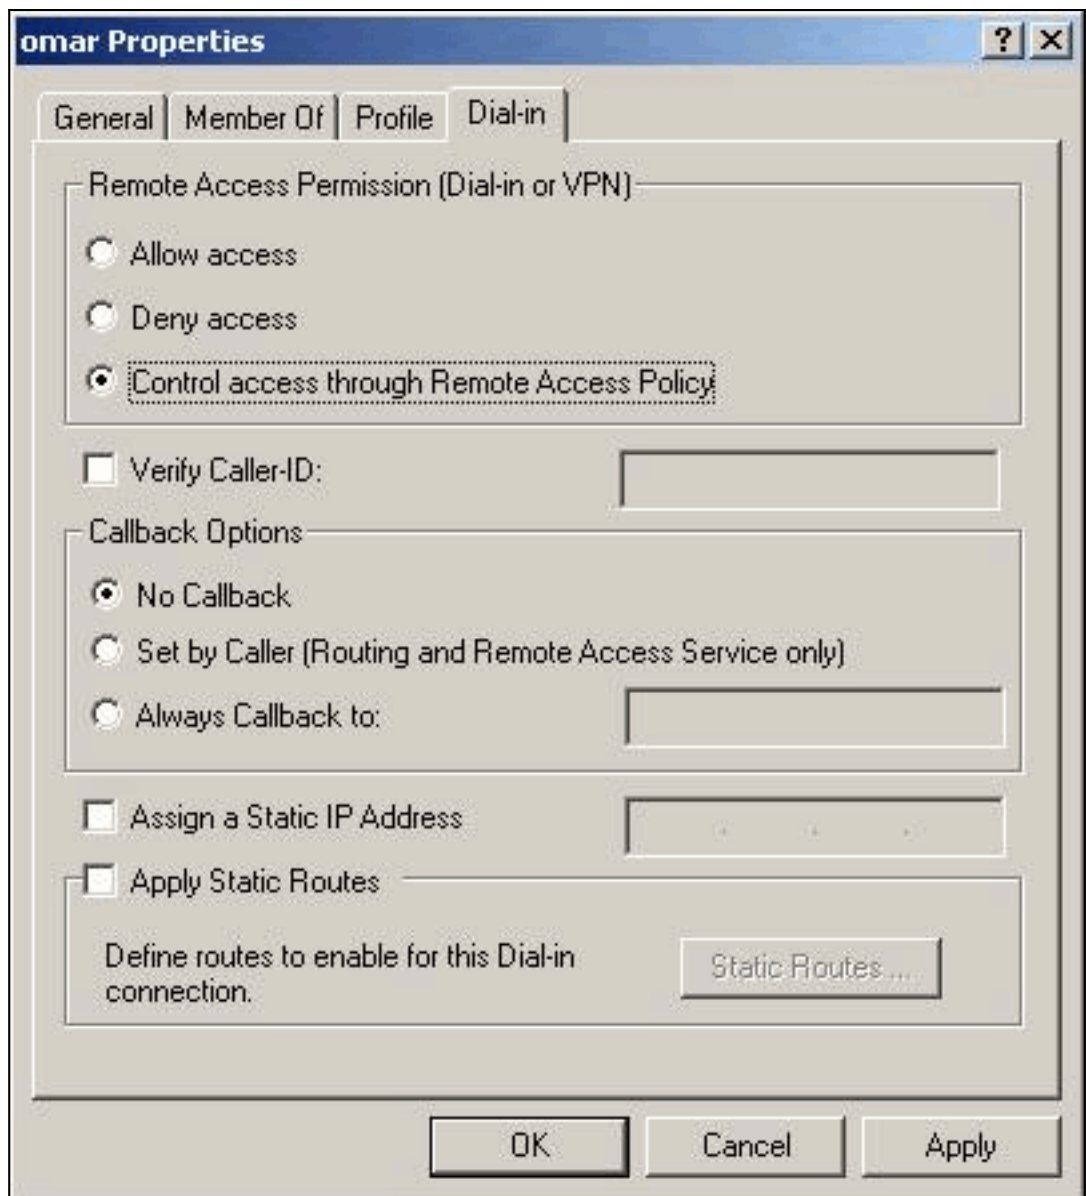 omar Properties
General Member Of Profile Dial-in
Remote Access Permission (Dial-in or VPN)
Allow access
Deny access
Control access through Remote Access Policy
Verify Caller-ID:
Callback Options
No Callback
Set by Caller (Routing and Remote Access Service only)
Always Callback to:
Assign a Static IP Address
Apply Static Routes
Define routes to enable for this Dial-in
connection.
Static Routes ...
OK Cancel Apply